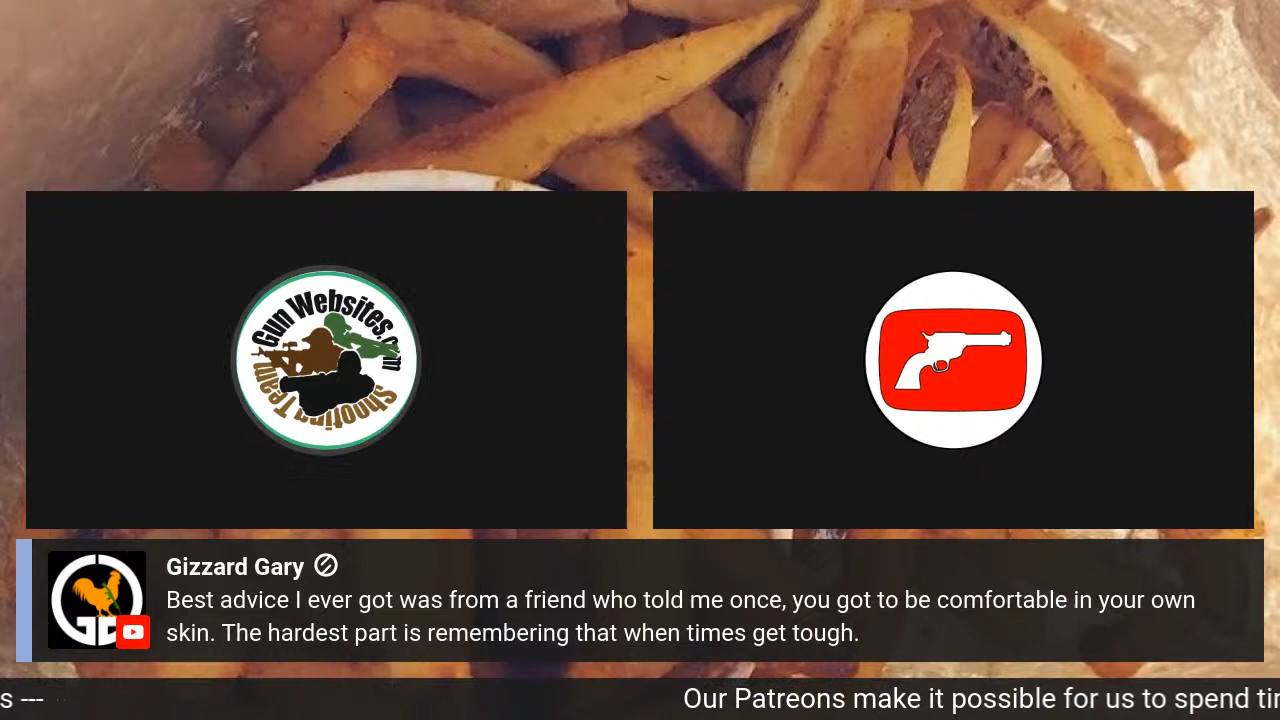 Gun Websites.com
Shooting Team
Gizzard Gary
Best advice I ever got was from a friend who told me once, you got to be comfortable in your own
skin. The hardest part is remembering that when times get tough.
s ---
Our Patreons make it possible for us to spend tir